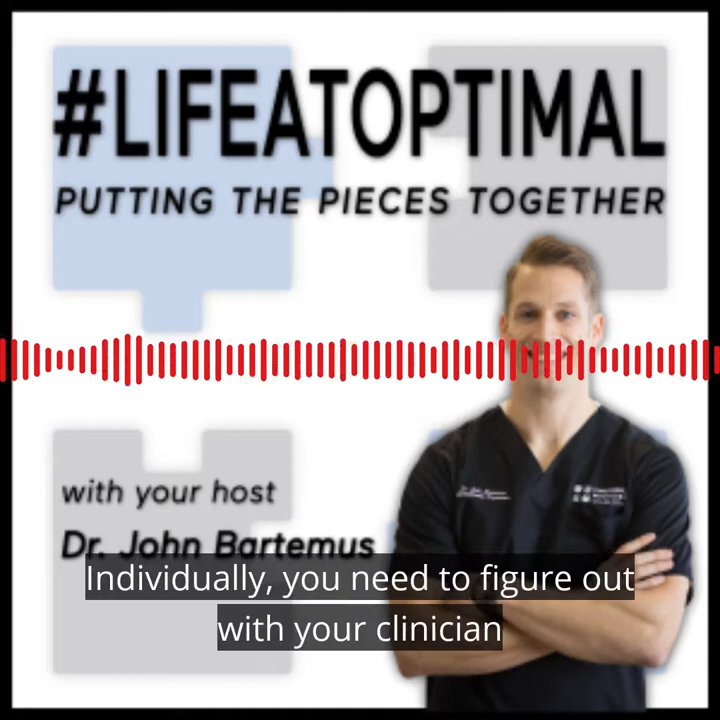 #LIFEATOPTIMAL
PUTTING THE PIECES TOGETHER
with your host
Dr. John Bartemus
Individually, you need to figure out
with your clinician